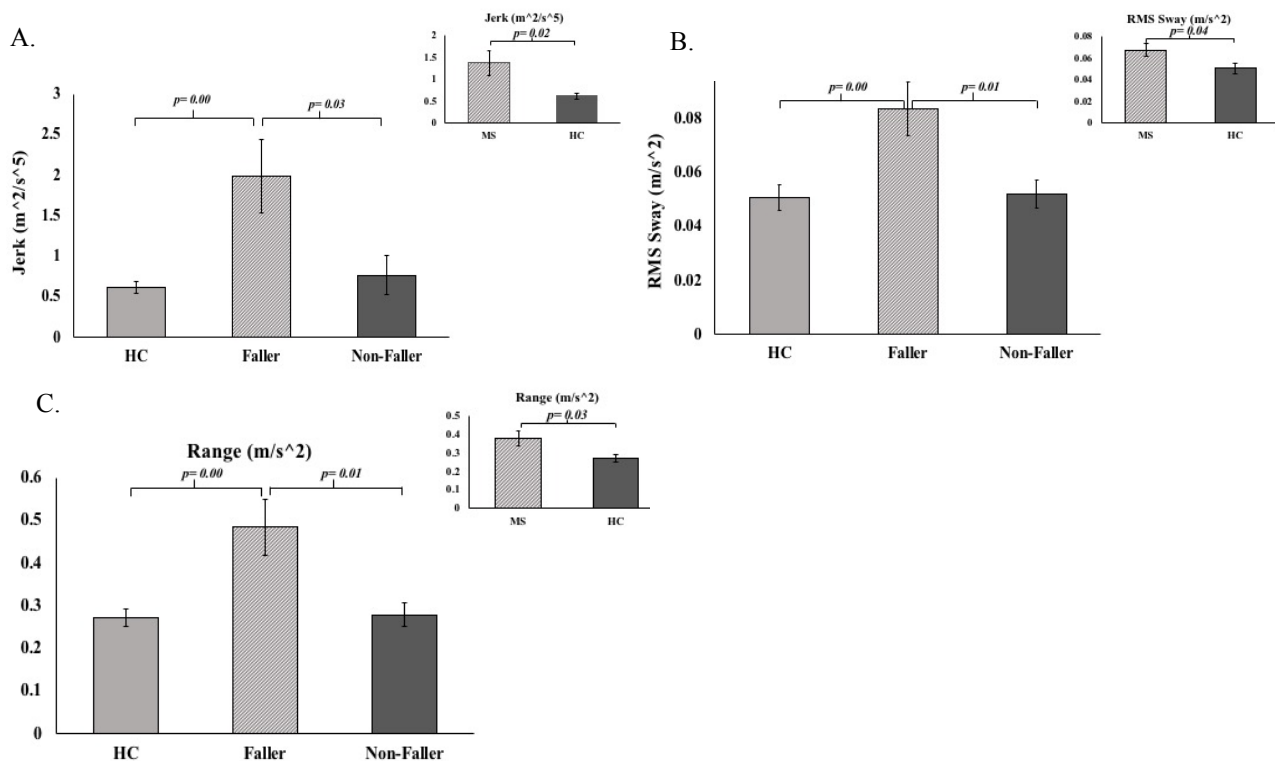 A.
Jerk (m^2/s^5)
3
2.5
2
1.5
1
0.5
0
p= 0.00
p= 0.03
HC
Faller
Non-Faller
Jerk (m^2/s^5)
2
1.5
1
0.5
0
p= 0.02
MS
HC
B.
RMS Sway (m/s^2)
0.08
0.06
0.04
0.02
0
p= 0.00
p= 0.01
HC
Faller
Non-Faller
RMS Sway (m/s^2)
0.08
0.06
0.04
0.02
0
p= 0.04
MS
HC
C.
Range (m/s^2)
0.6
0.5
0.4
0.3
0.2
0.1
0
p= 0.00
p= 0.01
HC
Faller
Non-Faller
Range (m/s^2)
0.5
0.4
0.3
0.2
0.1
0
p= 0.03
MS
HC